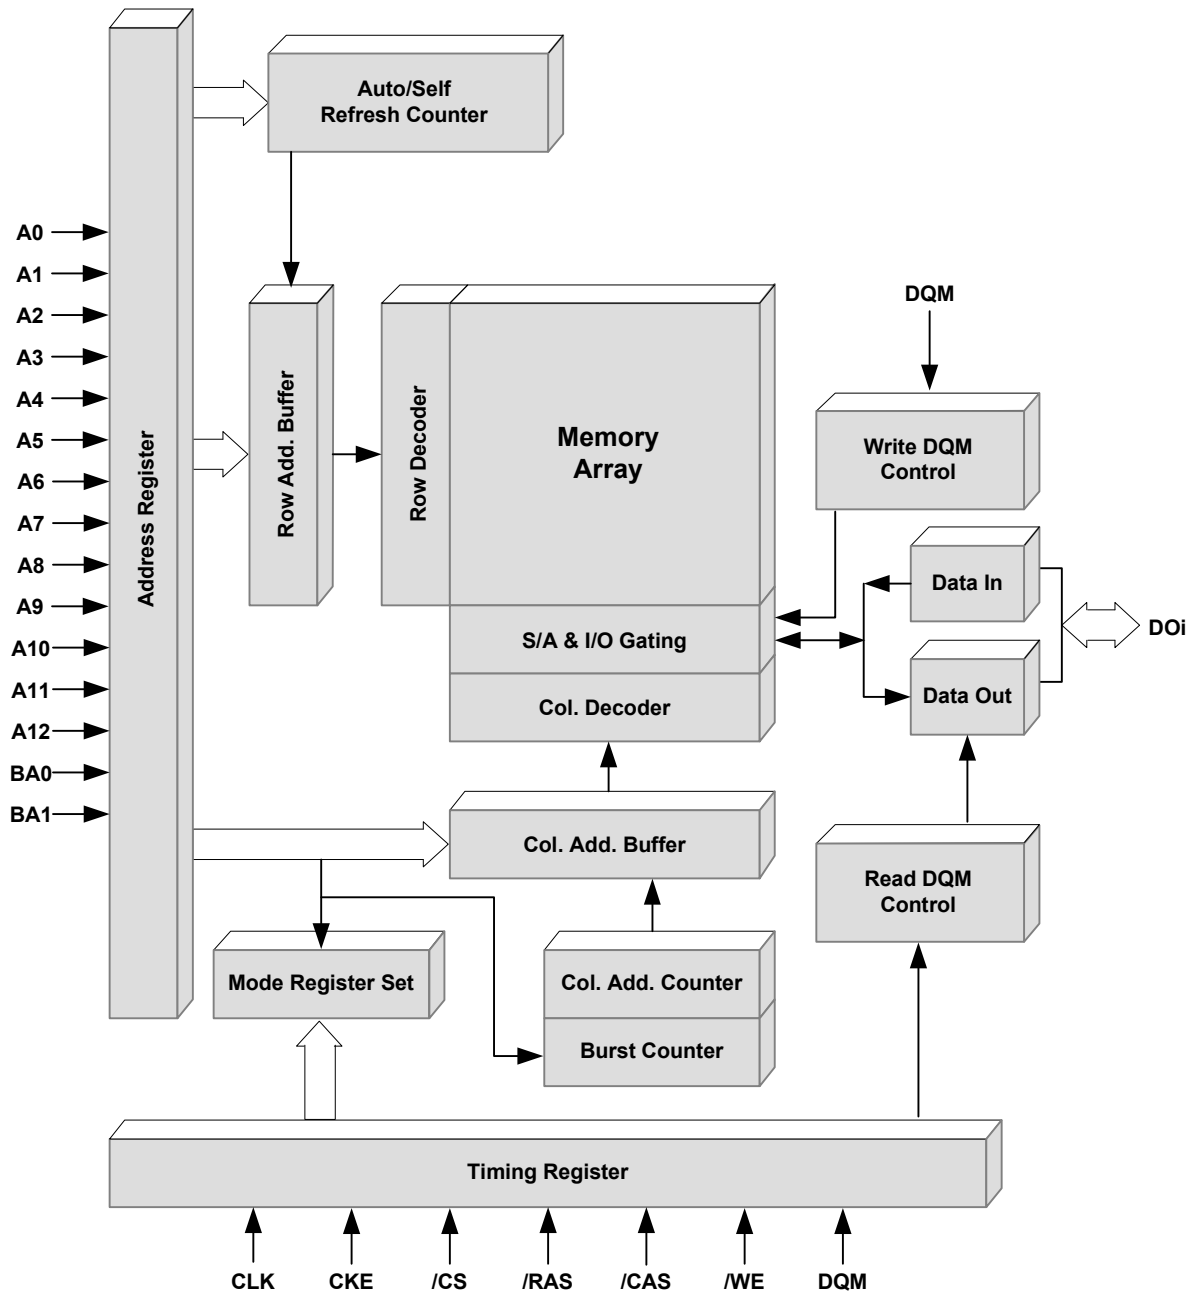 Auto/Self
Refresh Counter
A0
A1
A2
A3
A4
A5
A6
A7
A8
A9
A10
A11
A12
BA0
BA1
Address Register
Row Add. Buffer
Row Decoder
Memory
Array
S/A & I/O Gating
Col. Decoder
DQM
Write DQM
Control
Data In
Data Out
DOi
Col. Add. Buffer
Read DQM
Control
Mode Register Set
Col. Add. Counter
Burst Counter
Timing Register
CLK
CKE
/CS
/RAS
/CAS
/WE
DQM